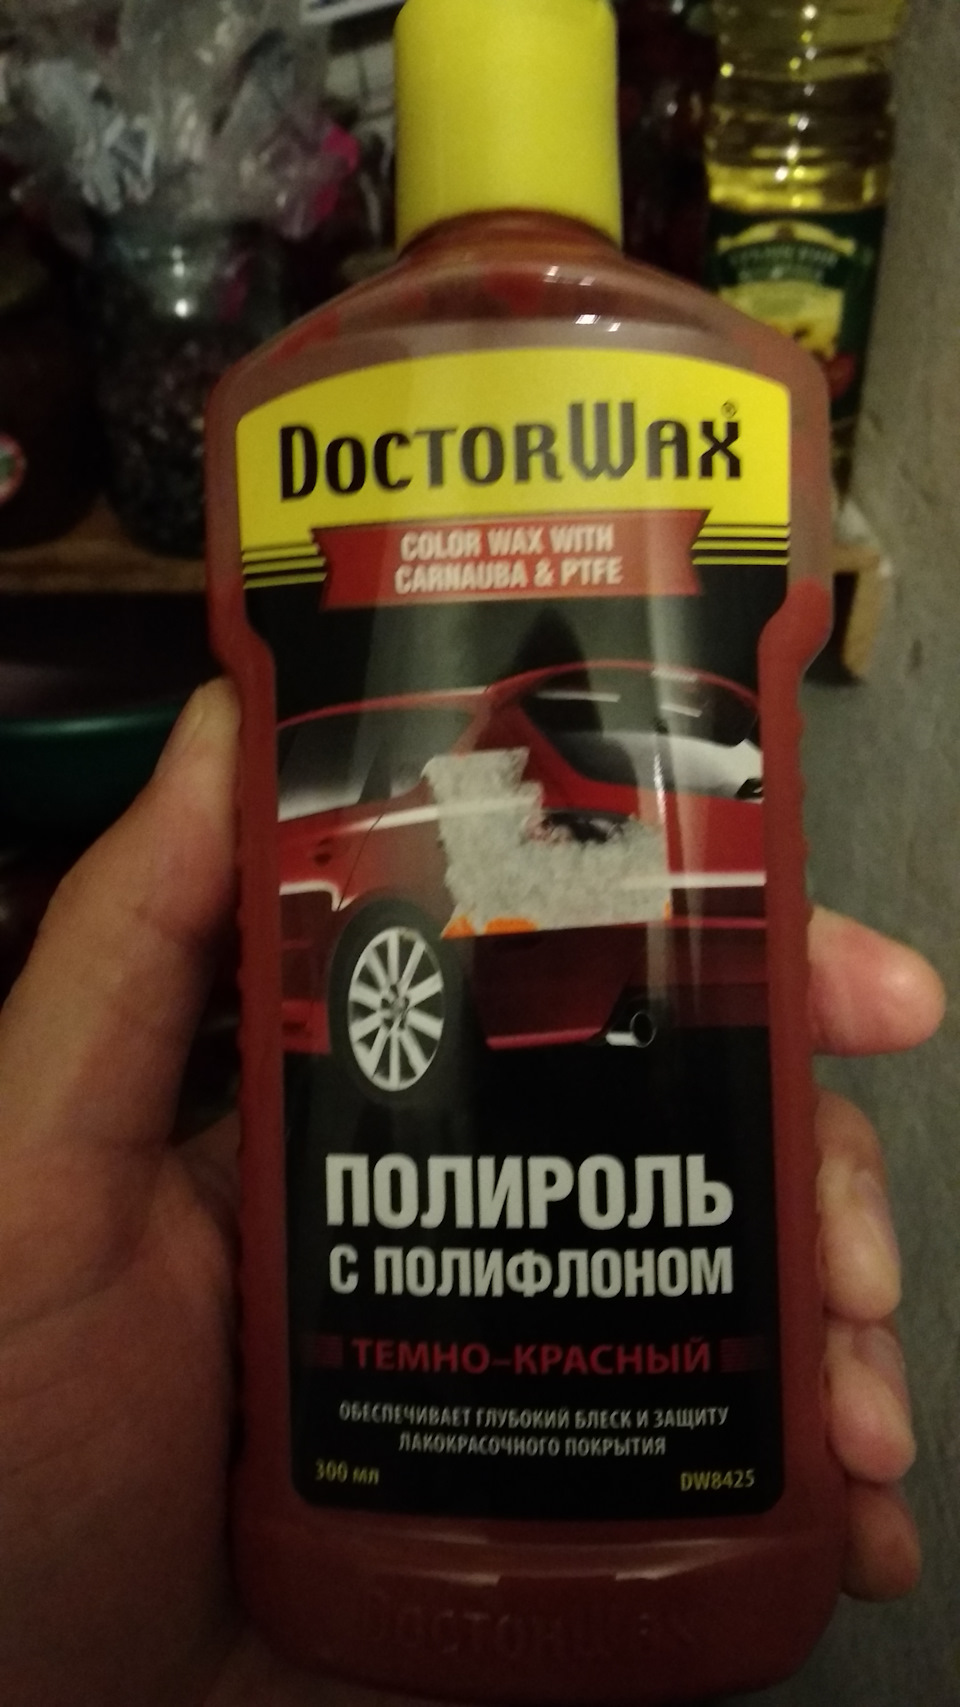 DOCTORWAX®
COLOR WAX WITH
CARNAUBA & PTFE
ПОЛИРОЛЬ
С ПОЛИФЛОНОМ
ТЕМНО-КРАСНЫЙ
ОБЕСПЕЧИВАЕТ ГЛУБОКИЙ БЛЕСК И ЗАЩИТУ
ЛАКОКРАСОЧНОГО ПОКРЫТИЯ
300 мл
DW8425
DOCTORWAX